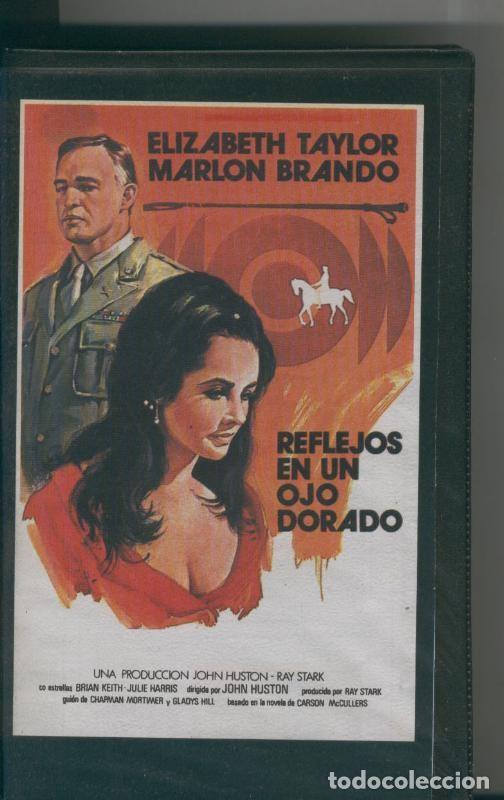 ELIZABETH TAYLOR
MARLON BRANDO
REFLEJOS
EN UN
OJO
DORADO
UNA PRODUCCION JOHN HUSTON - RAY STARK
co estrellas BRIAN KEITH - JULIE HARRIS dirigida por JOHN HUSTON producida por RAY STARK
guión de CHAPMAN MORTIMER y GLADYS HILL basado en la novela de CARSON McCULLERS
todocoleccion